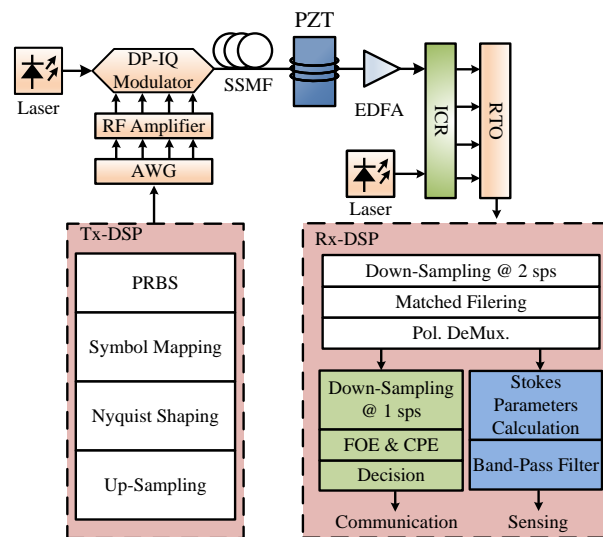 PZT
DP-IQ
Modulator
SSMF
Laser
EDFA
ICR
RTO
RF Amplifier
AWG
Laser
Tx-DSP
PRBS
Symbol Mapping
Nyquist Shaping
Up-Sampling
Rx-DSP
Down-Sampling @ 2 sps
Matched Filering
Pol. DeMux.
Down-Sampling
@ 1 sps
FOE & CPE
Decision
Stokes
Parameters
Calculation
Band-Pass Filter
Communication
Sensing